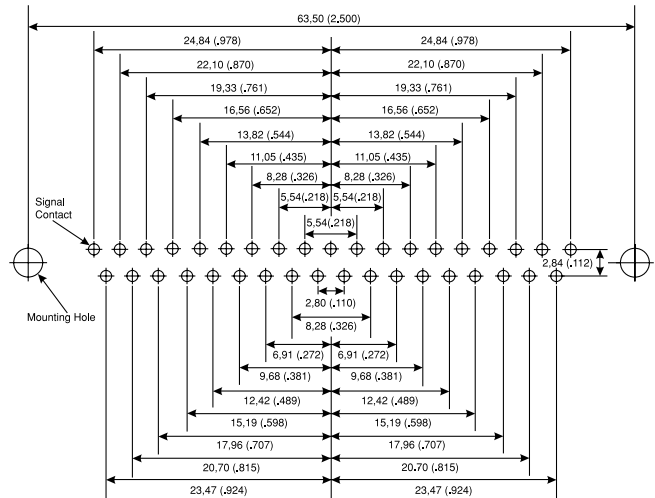 63,50 (2.500)
24,84 (.978) 24,84 (.978)
22,10 (.870) 22,10 (.870)
19,33 (.761) 19,33 (.761)
16,56 (.652) 16,56 (.652)
13,82 (.544) 13,82 (.544)
11,05 (.435) 11,05 (.435)
8,28 (.326) 8,28 (.326)
5,54(.218) 5,54(.218)
5,54(.218)
Signal
Contact
2,84 (.112)
Mounting Hole
2,80 (.110)
8,28 (.326)
6,91 (.272) 6,91 (.272)
9,68 (.381) 9,68 (.381)
12,42 (.489) 12,42 (.489)
15,19 (.598) 15,19 (.598)
17,96 (.707) 17,96 (.707)
20,70 (.815) 20,70 (.815)
23,47 (.924) 23,47 (.924)